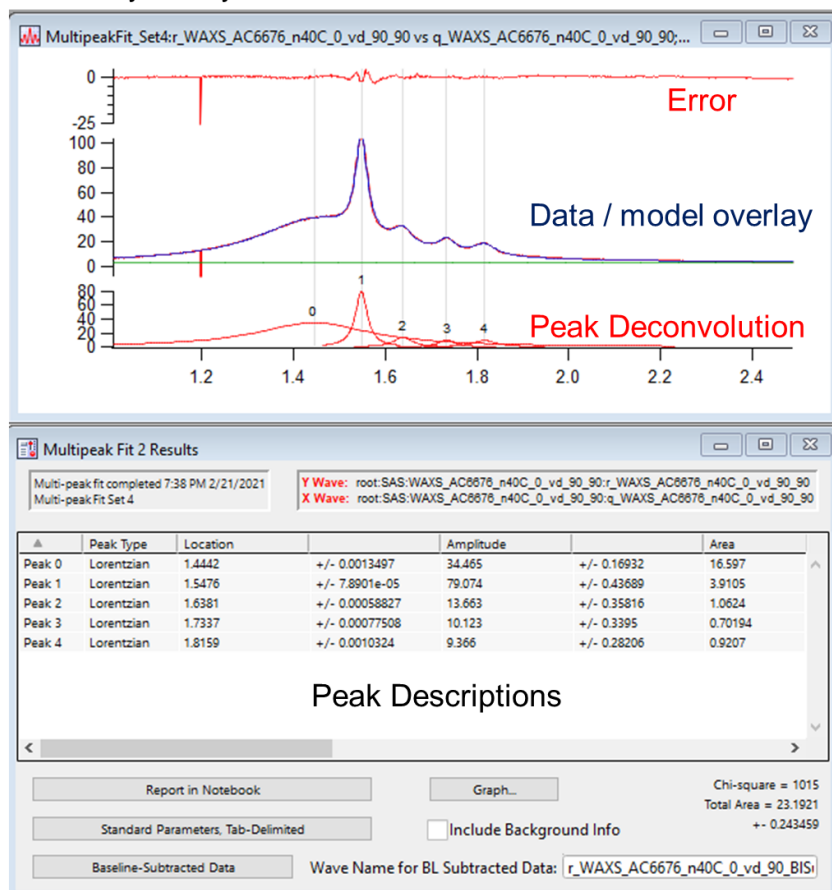 MultipeakFit_Set4:r_WAXS_AC6676_n40C_0_vd_90_90 vs q_WAXS_AC6676_n40C_0_vd_90_90;...
0
-25
Error
100
80
60
40
20
0
Data / model overlay
80
60
40
20
0
0
1
2
3
4
Peak Deconvolution
1.2 1.4 1.6 1.8 2.0 2.2 2.4
Multipeak Fit 2 Results
Multi-peak fit completed 7:38 PM 2/21/2021
Multi-peak Fit Set 4
Y Wave: root:SAS:WAXS_AC6676_n40C_0_vd_90_90:r_WAXS_AC6676_n40C_0_vd_90_90
X Wave: root:SAS:WAXS_AC6676_n40C_0_vd_90_90:q_WAXS_AC6676_n40C_0_vd_90_90
Peak Type Location Amplitude Area
Peak 0 Lorentzian 1.4442 +/- 0.0013497 34.465 +/- 0.16932 16.597
Peak 1 Lorentzian 1.5476 +/- 7.8901e-05 79.074 +/- 0.43689 3.9105
Peak 2 Lorentzian 1.6381 +/- 0.00058827 13.663 +/- 0.35816 1.0624
Peak 3 Lorentzian 1.7337 +/- 0.00077508 10.123 +/- 0.3395 0.70194
Peak 4 Lorentzian 1.8159 +/- 0.0010324 9.366 +/- 0.28206 0.9207
Peak Descriptions
Report in Notebook
Graph...
Chi-square = 1015
Total Area = 23.1921
+- 0.243459
Standard Parameters, Tab-Delimited
Include Background Info
Baseline-Subtracted Data
Wave Name for BL Subtracted Data: r_WAXS_AC6676_n40C_0_vd_90_BISu